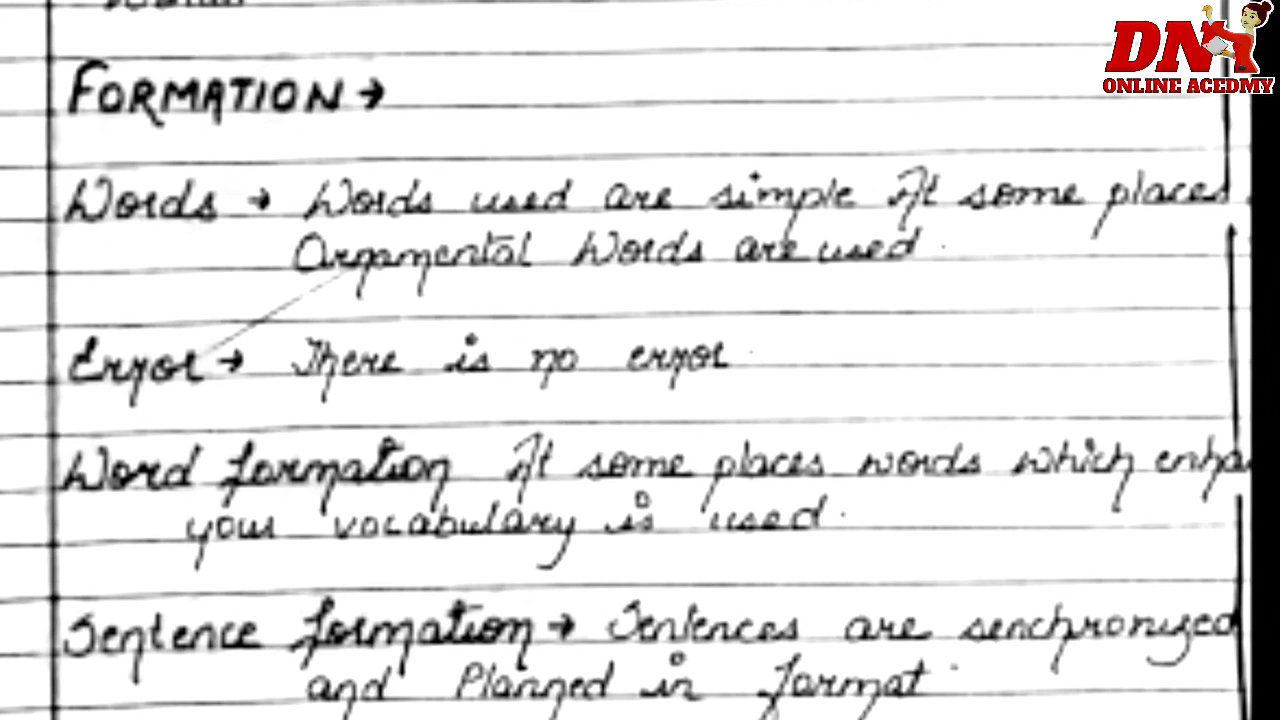 DNA
ONLINE ACEDMY
FORMATION →
Words → Words used are simple At some places
Ornamental Words are used.
Error → There is no error.
Word formation At some places words which enha
your vocabulary is used.
Sentence formation → Sentences are senchronized
and Planned in format.